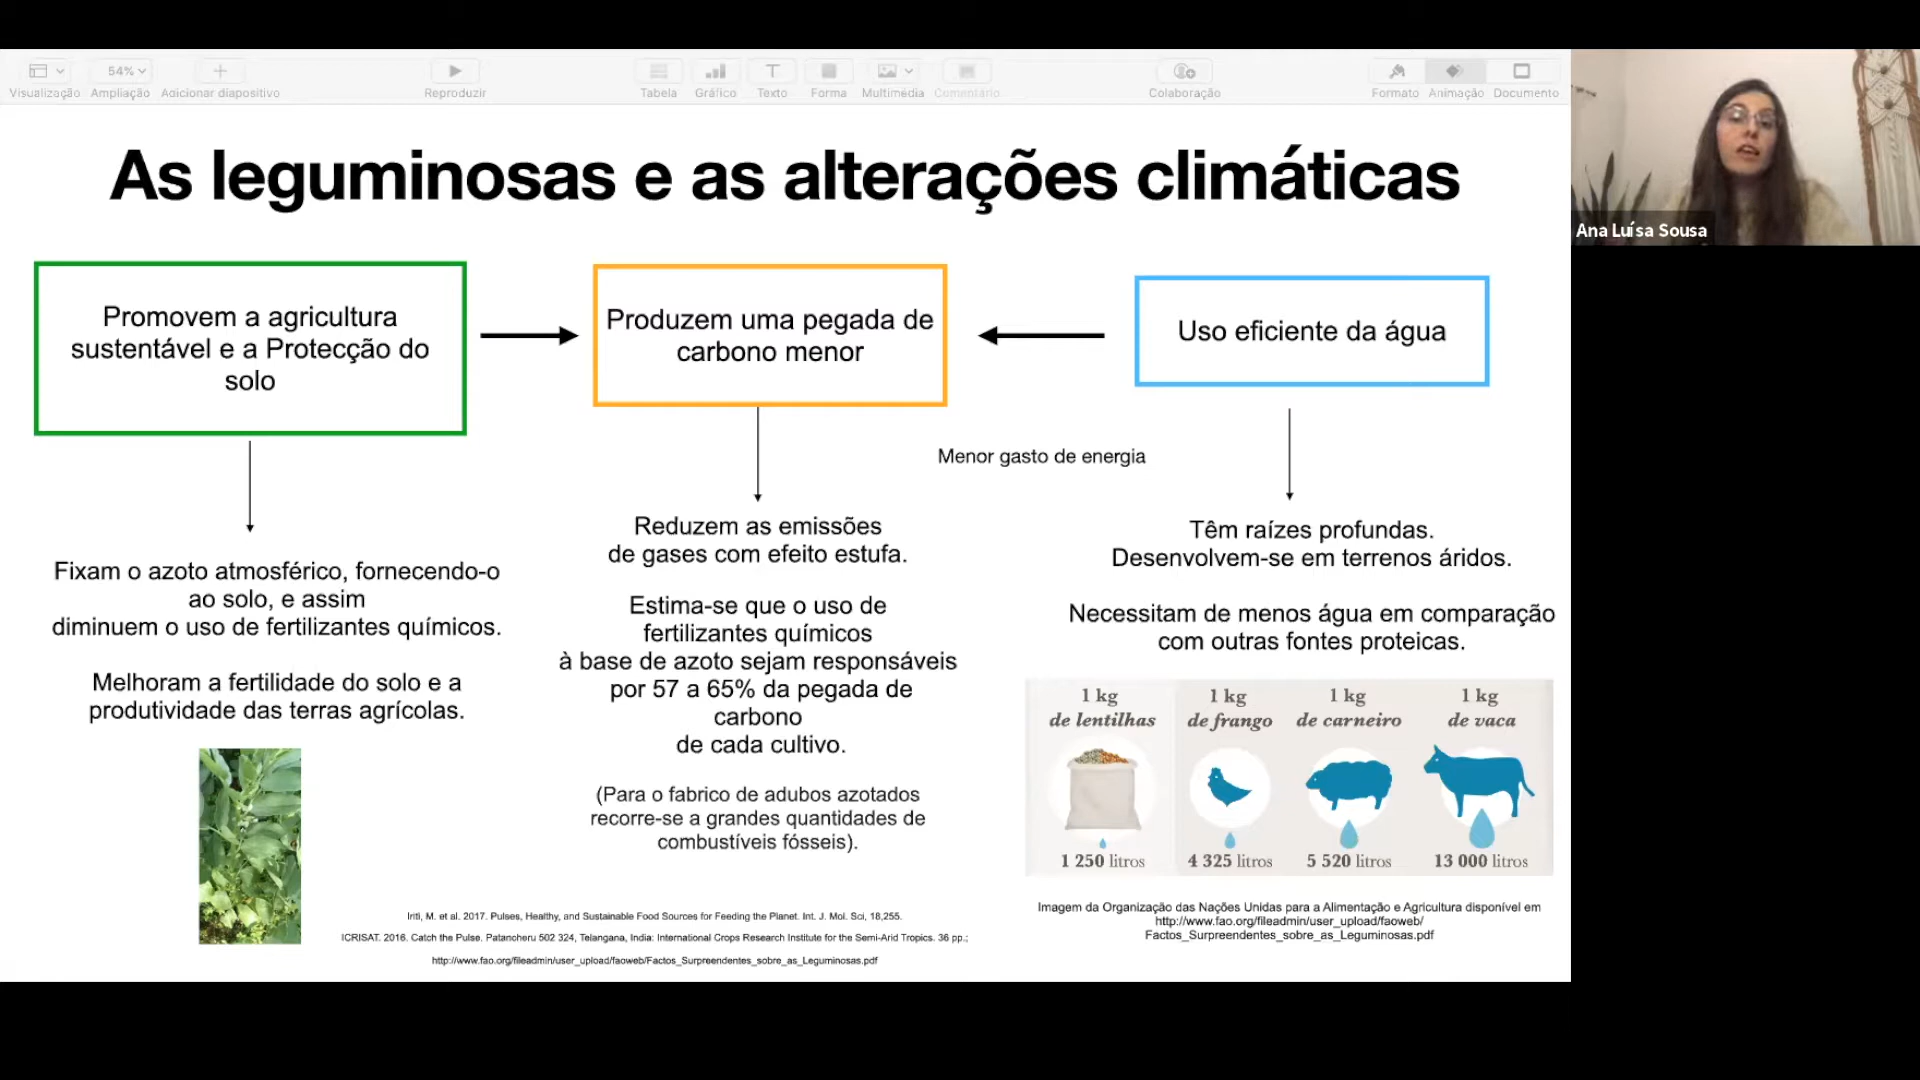 54%
Visualização
Ampliação
Adicionar diapositivo
Reproduzir
Tabela
Gráfico
Texto
Forma
Multimédia
Comentário
Colaboração
Formato
Animação
Documento
Ana Luísa Sousa
As leguminosas e as alterações climáticas
Promovem a agricultura
sustentável e a Protecção do
solo
Produzem uma pegada de
carbono menor
Uso eficiente da água
Menor gasto de energia
Fixam o azoto atmosférico, fornecendo-o
ao solo, e assim
diminuem o uso de fertilizantes químicos.
Melhoram a fertilidade do solo e a
produtividade das terras agrícolas.
Reduzem as emissões
de gases com efeito estufa.
Estima-se que o uso de
fertilizantes químicos
à base de azoto sejam responsáveis
por 57 a 65% da pegada de
carbono
de cada cultivo.
(Para o fabrico de adubos azotados
recorre-se a grandes quantidades de
combustíveis fósseis).
Têm raízes profundas.
Desenvolvem-se em terrenos áridos.
Necessitam de menos água em comparação
com outras fontes proteicas.
1 kg
de lentilhas
1 250 litros
1 kg
de frango
4 325 litros
1 kg
de carneiro
5 520 litros
1 kg
de vaca
13 000 litros
Imagem da Organização das Nações Unidas para a Alimentação e Agricultura disponível em
http://www.fao.org/fileadmin/user_upload/faoweb/
Factos_Surpreendentes_sobre_as_Leguminosas.pdf
Iriti, M. et al. 2017. Pulses, Healthy, and Sustainable Food Sources for Feeding the Planet. Int. J. Mol. Sci, 18,255.
ICRISAT. 2016. Catch the Pulse. Patancheru 502 324, Telangana, India: International Crops Research Institute for the Semi-Arid Tropics. 36 pp.;
http://www.fao.org/fileadmin/user_upload/faoweb/Factos_Surpreendentes_sobre_as_Leguminosas.pdf